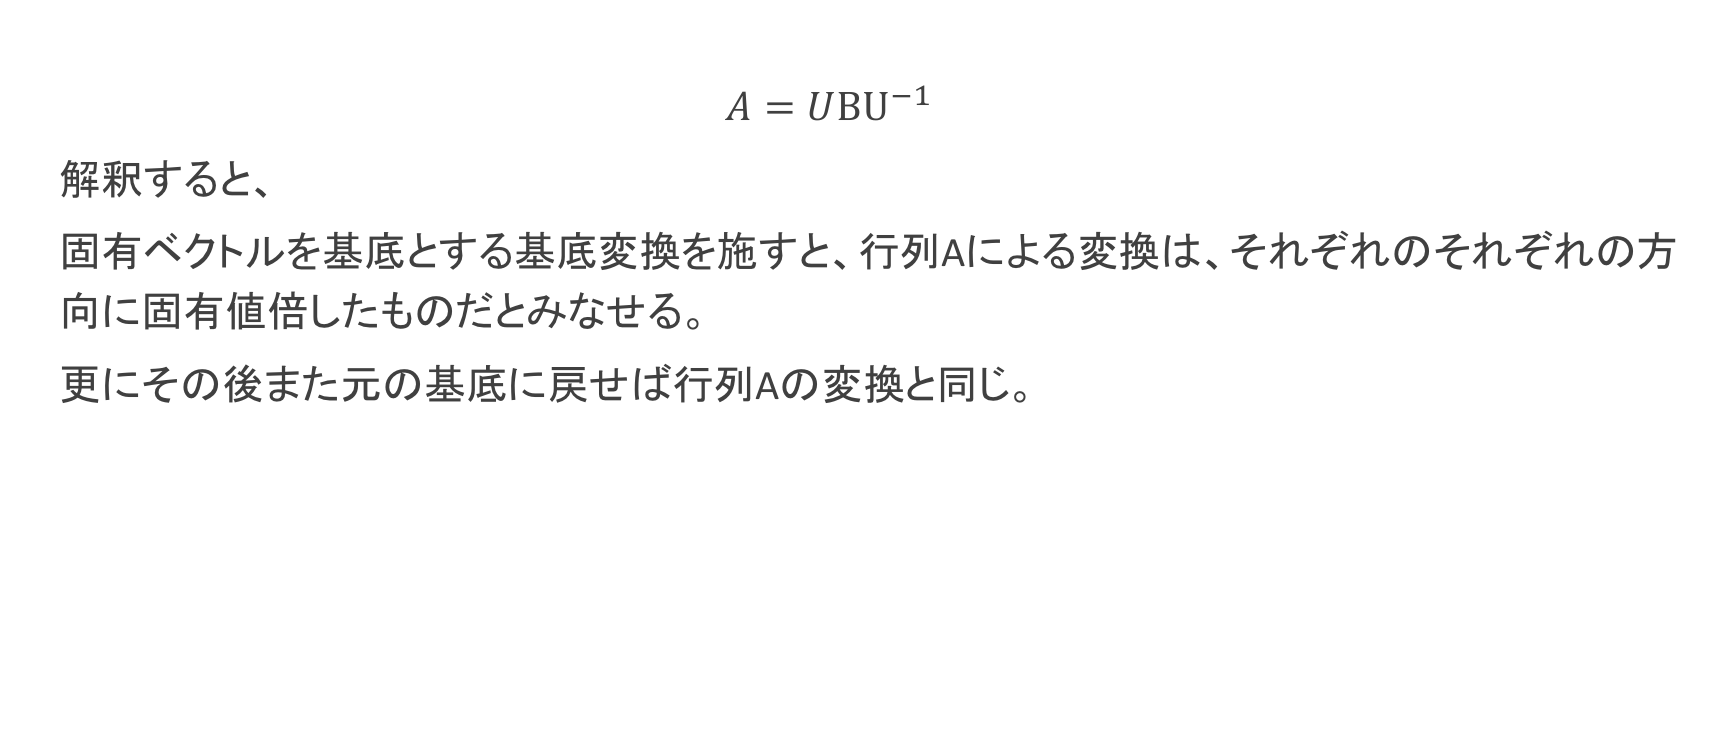 A = UBU⁻¹
解釈すると、
固有ベクトルを基底とする基底変換を施すと、行列Aによる変換は、それぞれのそれぞれの方
向に固有値倍したものだとみなせる。
更にその後また元の基底に戻せば行列Aの変換と同じ。